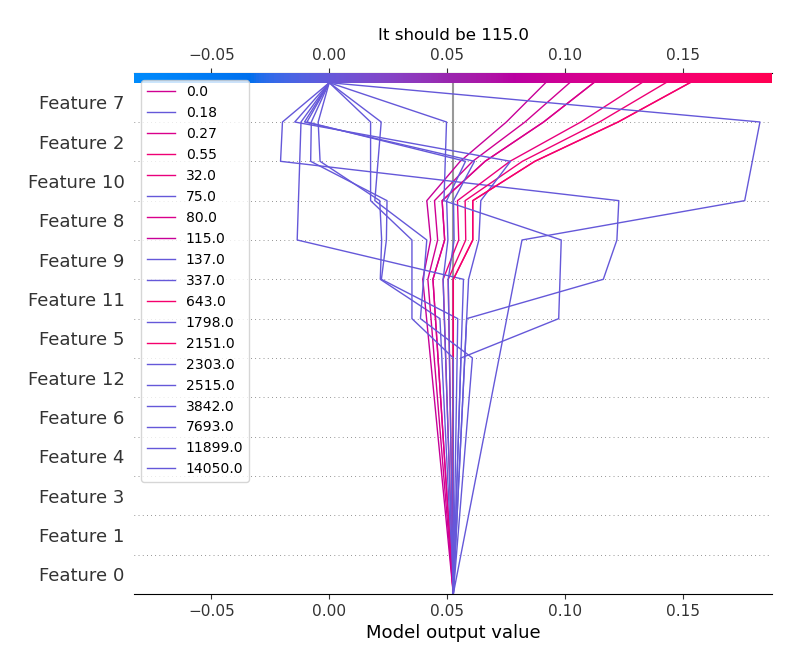 It should be 115.0
−0.05 0.00 0.05 0.10 0.15
Feature 7
Feature 2
Feature 10
Feature 8
Feature 9
Feature 11
Feature 5
Feature 12
Feature 6
Feature 4
Feature 3
Feature 1
Feature 0
0.0
0.18
0.27
0.55
32.0
75.0
80.0
115.0
137.0
337.0
643.0
1798.0
2151.0
2303.0
2515.0
3842.0
7693.0
11899.0
14050.0
−0.05 0.00 0.05 0.10 0.15
Model output value